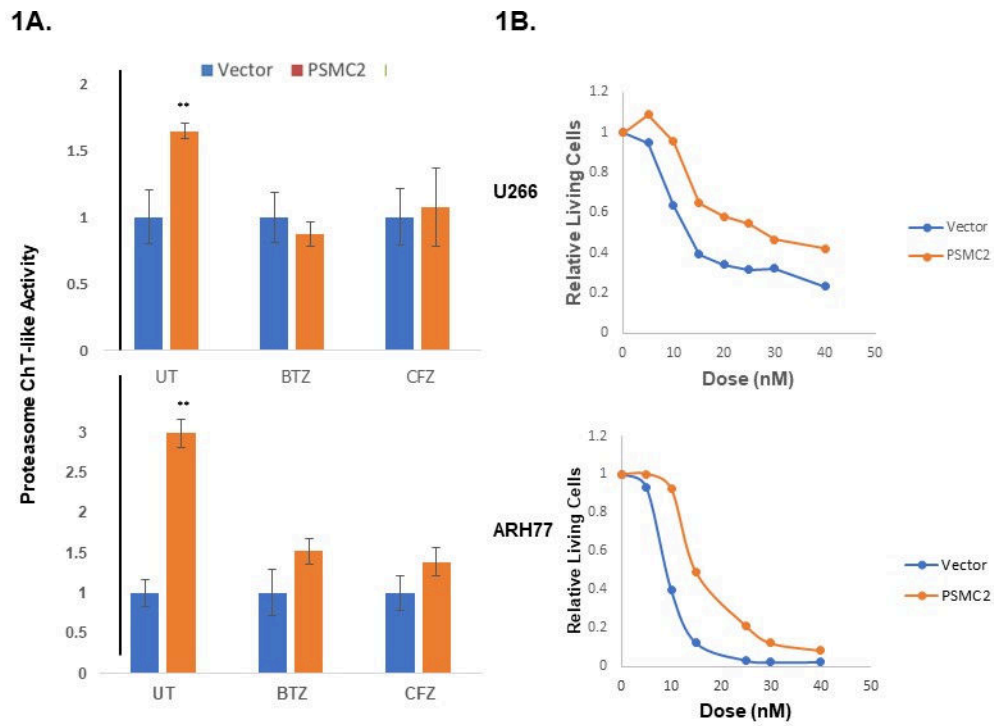 1A.
Vector PSMC2
Proteasome ChT-like Activity
2
**
1.5
1
0.5
0
UT BTZ CFZ
**
3
2.5
2
1.5
1
0.5
0
UT BTZ CFZ
1B.
U266
Relative Living Cells
1.2
1
0.8
0.6
0.4
0.2
0
0 10 20 30 40 50
Dose (nM)
Vector
PSMC2
ARH77
Relative Living Cells
1.2
1
0.8
0.6
0.4
0.2
0
0 10 20 30 40 50
Dose (nM)
Vector
PSMC2